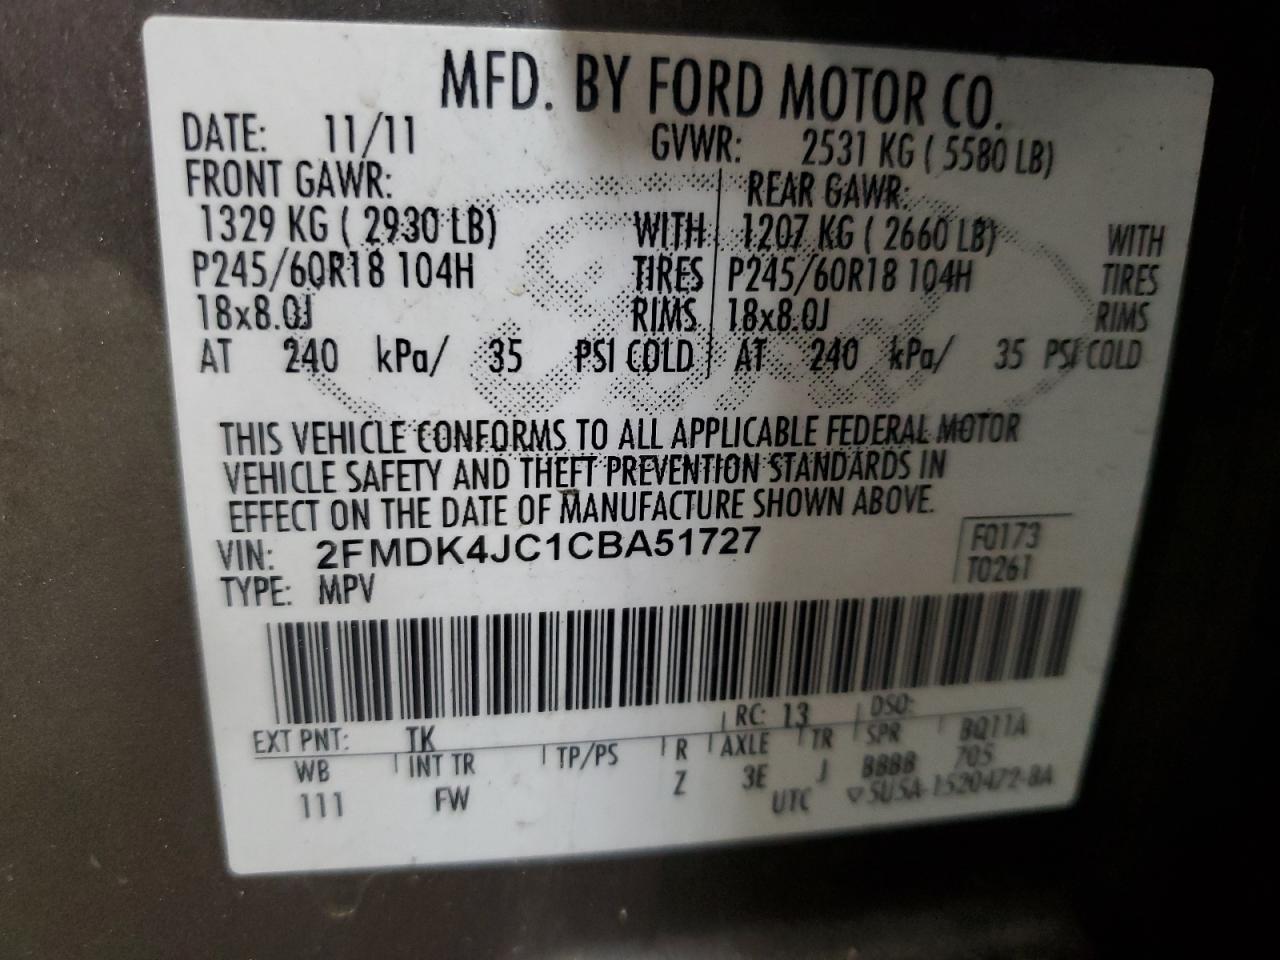 MFD. BY FORD MOTOR CO.
DATE: 11/11 GVWR: 2531 KG ( 5580 LB)
FRONT GAWR: REAR GAWR:
1329 KG ( 2930 LB) WITH 1207 KG ( 2660 LB) WITH
P245/60R18 104H TIRES P245/60R18 104H TIRES
18x8.0J RIMS 18x8.0J RIMS
AT 240 kPa/ 35 PSI COLD AT 240 kPa/ 35 PSI COLD
THIS VEHICLE CONFORMS TO ALL APPLICABLE FEDERAL MOTOR
VEHICLE SAFETY AND THEFT PREVENTION STANDARDS IN
EFFECT ON THE DATE OF MANUFACTURE SHOWN ABOVE.
VIN: 2FMDK4JC1CBA51727 F0173
TYPE: MPV T0261
EXT PNT: TK RC: 13 DSO:
WB INT TR TP/PS R AXLE TR SPR BQ11A
111 FW Z 3E J BBBB 705
UTC ▽5U5A-1520472-BA